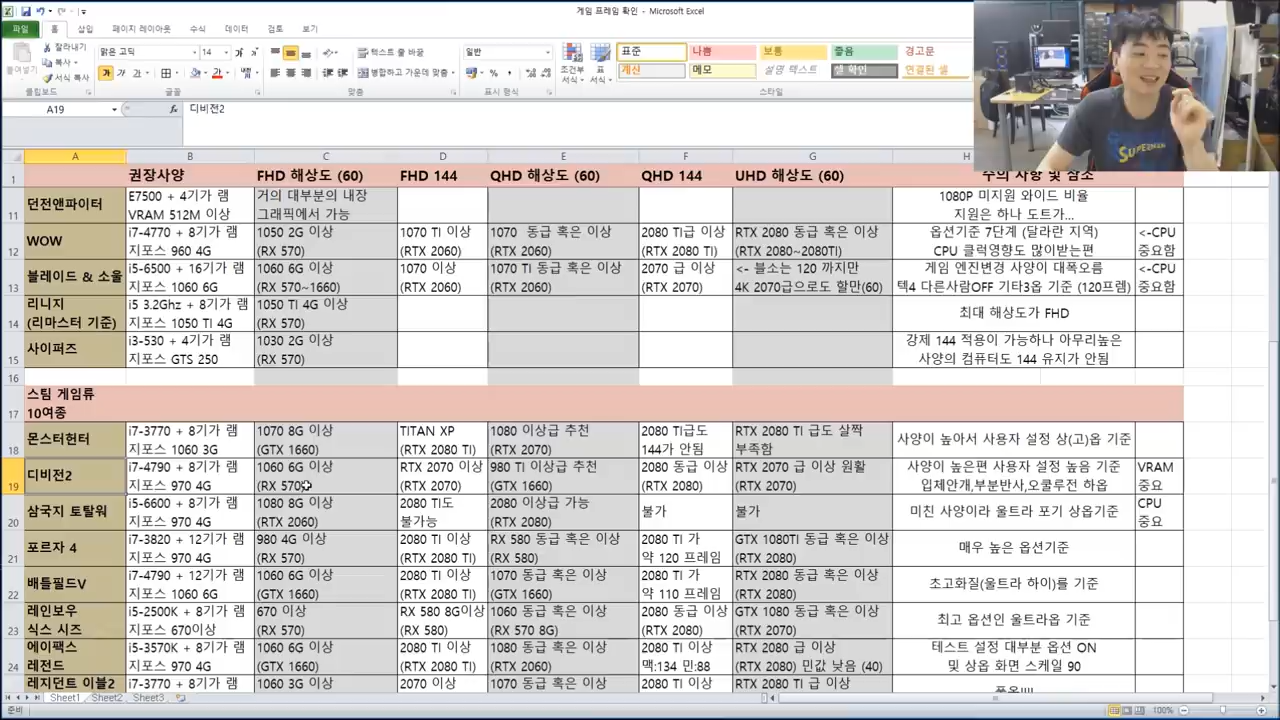 게임 프레임 확인 - Microsoft Excel
파일 홈 삽입 페이지 레이아웃 수식 데이터 검토 보기
잘라내기
복사
서식 복사
붙여넣기
클립보드
맑은 고딕 14
글꼴
텍스트 줄 바꿈
병합하고 가운데 맞춤
맞춤
일반
표시 형식
조건부 서식
표 서식
표준 나쁨 보통 좋음 경고문
계산 메모 설명 텍스트 셀 확인 연결된 셀
스타일
A19 fx 디비전2
A B C D E F G H
1 권장사양 FHD 해상도 (60) FHD 144 QHD 해상도 (60) QHD 144 UHD 해상도 (60) 주의 사항 및 참조
11 던전앤파이터
E7500 + 4기가 램
VRAM 512M 이상
거의 대부분의 내장
그래픽에서 가능
1080P 미지원 와이드 비율
지원은 하나 도트가...
12 WOW
i7-4770 + 8기가 램
지포스 960 4G
1050 2G 이상
(RX 570)
1070 TI 이상
(RTX 2060)
1070 동급 혹은 이상
(RTX 2060)
2080 TI급 이상
(RTX 2080 TI)
RTX 2080 동급 혹은 이상
(RTX 2080~2080TI)
옵션기준 7단계 (달라란 지역)
CPU 클럭영향도 많이받는편
<-CPU
중요함
13 블레이드 & 소울
i5-6500 + 16기가 램
지포스 1060 6G
1060 6G 이상
(RX 570~1660)
1070 이상
(RTX 2060)
1070 TI 동급 혹은 이상
(RTX 2060)
2070 급 이상
(RTX 2070)
<- 블소는 120 까지만
4K 2070급으로도 할만(60)
게임 엔진변경 사양이 대폭오름
텍4 다른사람OFF 기타3옵 기준 (120프렘)
<-CPU
중요함
14 리니지
(리마스터 기준)
i5 3.2Ghz + 8기가 램
지포스 1050 TI 4G
1050 TI 4G 이상
(RX 570)
최대 해상도가 FHD
15 사이퍼즈
i3-530 + 4기가 램
지포스 GTS 250
1030 2G 이상
(RX 570)
강제 144 적용이 가능하나 아무리높은
사양의 컴퓨터도 144 유지가 안됨
16
17 스팀 게임류
10여종
18 몬스터헌터
i7-3770 + 8기가 램
지포스 1060 3G
1070 8G 이상
(GTX 1660)
TITAN XP
(RTX 2080 TI)
1080 이상급 추천
(RTX 2070)
2080 TI급도
144가 안됨
RTX 2080 TI 급도 살짝
부족함
사양이 높아서 사용자 설정 상(고)옵 기준
19 디비전2
i7-4790 + 8기가 램
지포스 970 4G
1060 6G 이상
(RX 570)
RTX 2070 이상
(RTX 2070)
980 TI 이상급 추천
(GTX 1660)
2080 동급 이상
(RTX 2080)
RTX 2070 급 이상 원활
(RTX 2070)
사양이 높은편 사용자 설정 높음 기준
입체안개,부분반사,오쿨루전 하옵
VRAM
중요
20 삼국지 토탈워
i5-6600 + 8기가 램
지포스 970 4G
1080 8G 이상
(RTX 2060)
2080 TI도
불가능
2080 이상급 가능
(RTX 2080)
불가
불가
미친 사양이라 울트라 포기 상옵기준
CPU
중요
21 포르자 4
i7-3820 + 12기가 램
지포스 970 4G
980 4G 이상
(RX 570)
2080 TI 이상
(RTX 2080 TI)
RX 580 동급 혹은 이상
(RX 580)
2080 TI 가
약 120 프레임
GTX 1080TI 동급 혹은 이상
(RTX 2080)
매우 높은 옵션기준
22 배틀필드V
i7-4790 + 12기가 램
지포스 1060 6G
1060 6G 이상
(GTX 1660)
2080 TI 이상
(RTX 2080 TI)
1070 동급 혹은 이상
(GTX 1660)
2080 TI 가
약 110 프레임
RTX 2080 동급 혹은 이상
(RTX 2080)
초고화질(울트라 하이)를 기준
23 레인보우
식스 시즈
i5-2500K + 8기가 램
지포스 670이상
670 이상
(RX 570)
RX 580 8G이상
(RX 580)
1060 동급 혹은 이상
(RX 570 8G)
2080 동급 이상
(RTX 2080)
GTX 1080 동급 혹은 이상
(RTX 2070)
최고 옵션인 울트라옵 기준
24 에이팩스
레전드
i5-3570K + 8기가 램
지포스 970 4G
1060 6G 이상
(GTX 1660)
2080 TI 이상
(RTX 2080 TI)
1080 동급 혹은 이상
(RTX 2060)
2080 TI 이상
맥:134 민:88
RTX 2080 급 이상
(RTX 2080) 민값 낮음 (40)
테스트 설정 대부분 옵션 ON
및 상옵 화면 스케일 90
레지던트 이블2
i7-3770 + 8기가 램
1060 3G 이상
2070 이상
1070 동급 혹은 이상
2080 TI 이상
RTX 2080 TI 급 이상
풀옵!!!!
Sheet1 Sheet2 Sheet3
준비 100%
SUPERMAN